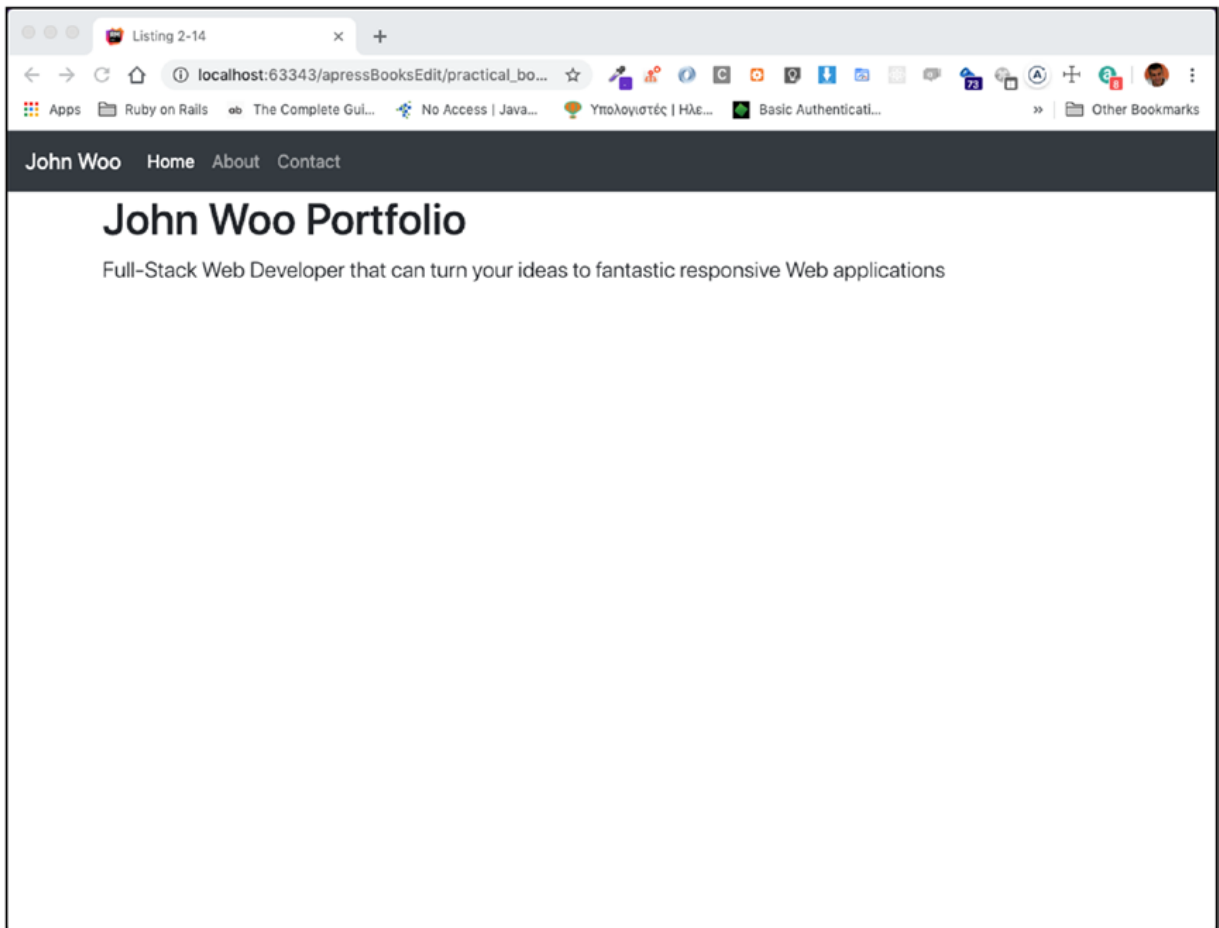 Listing 2-14
localhost:63343/apressBooksEdit/practical_bo...
73
8
Apps Ruby on Rails The Complete Gui... No Access | Java... Υπολογιστές | Ηλε... Basic Authenticati... » Other Bookmarks
John Woo Home About Contact
John Woo Portfolio
Full-Stack Web Developer that can turn your ideas to fantastic responsive Web applications